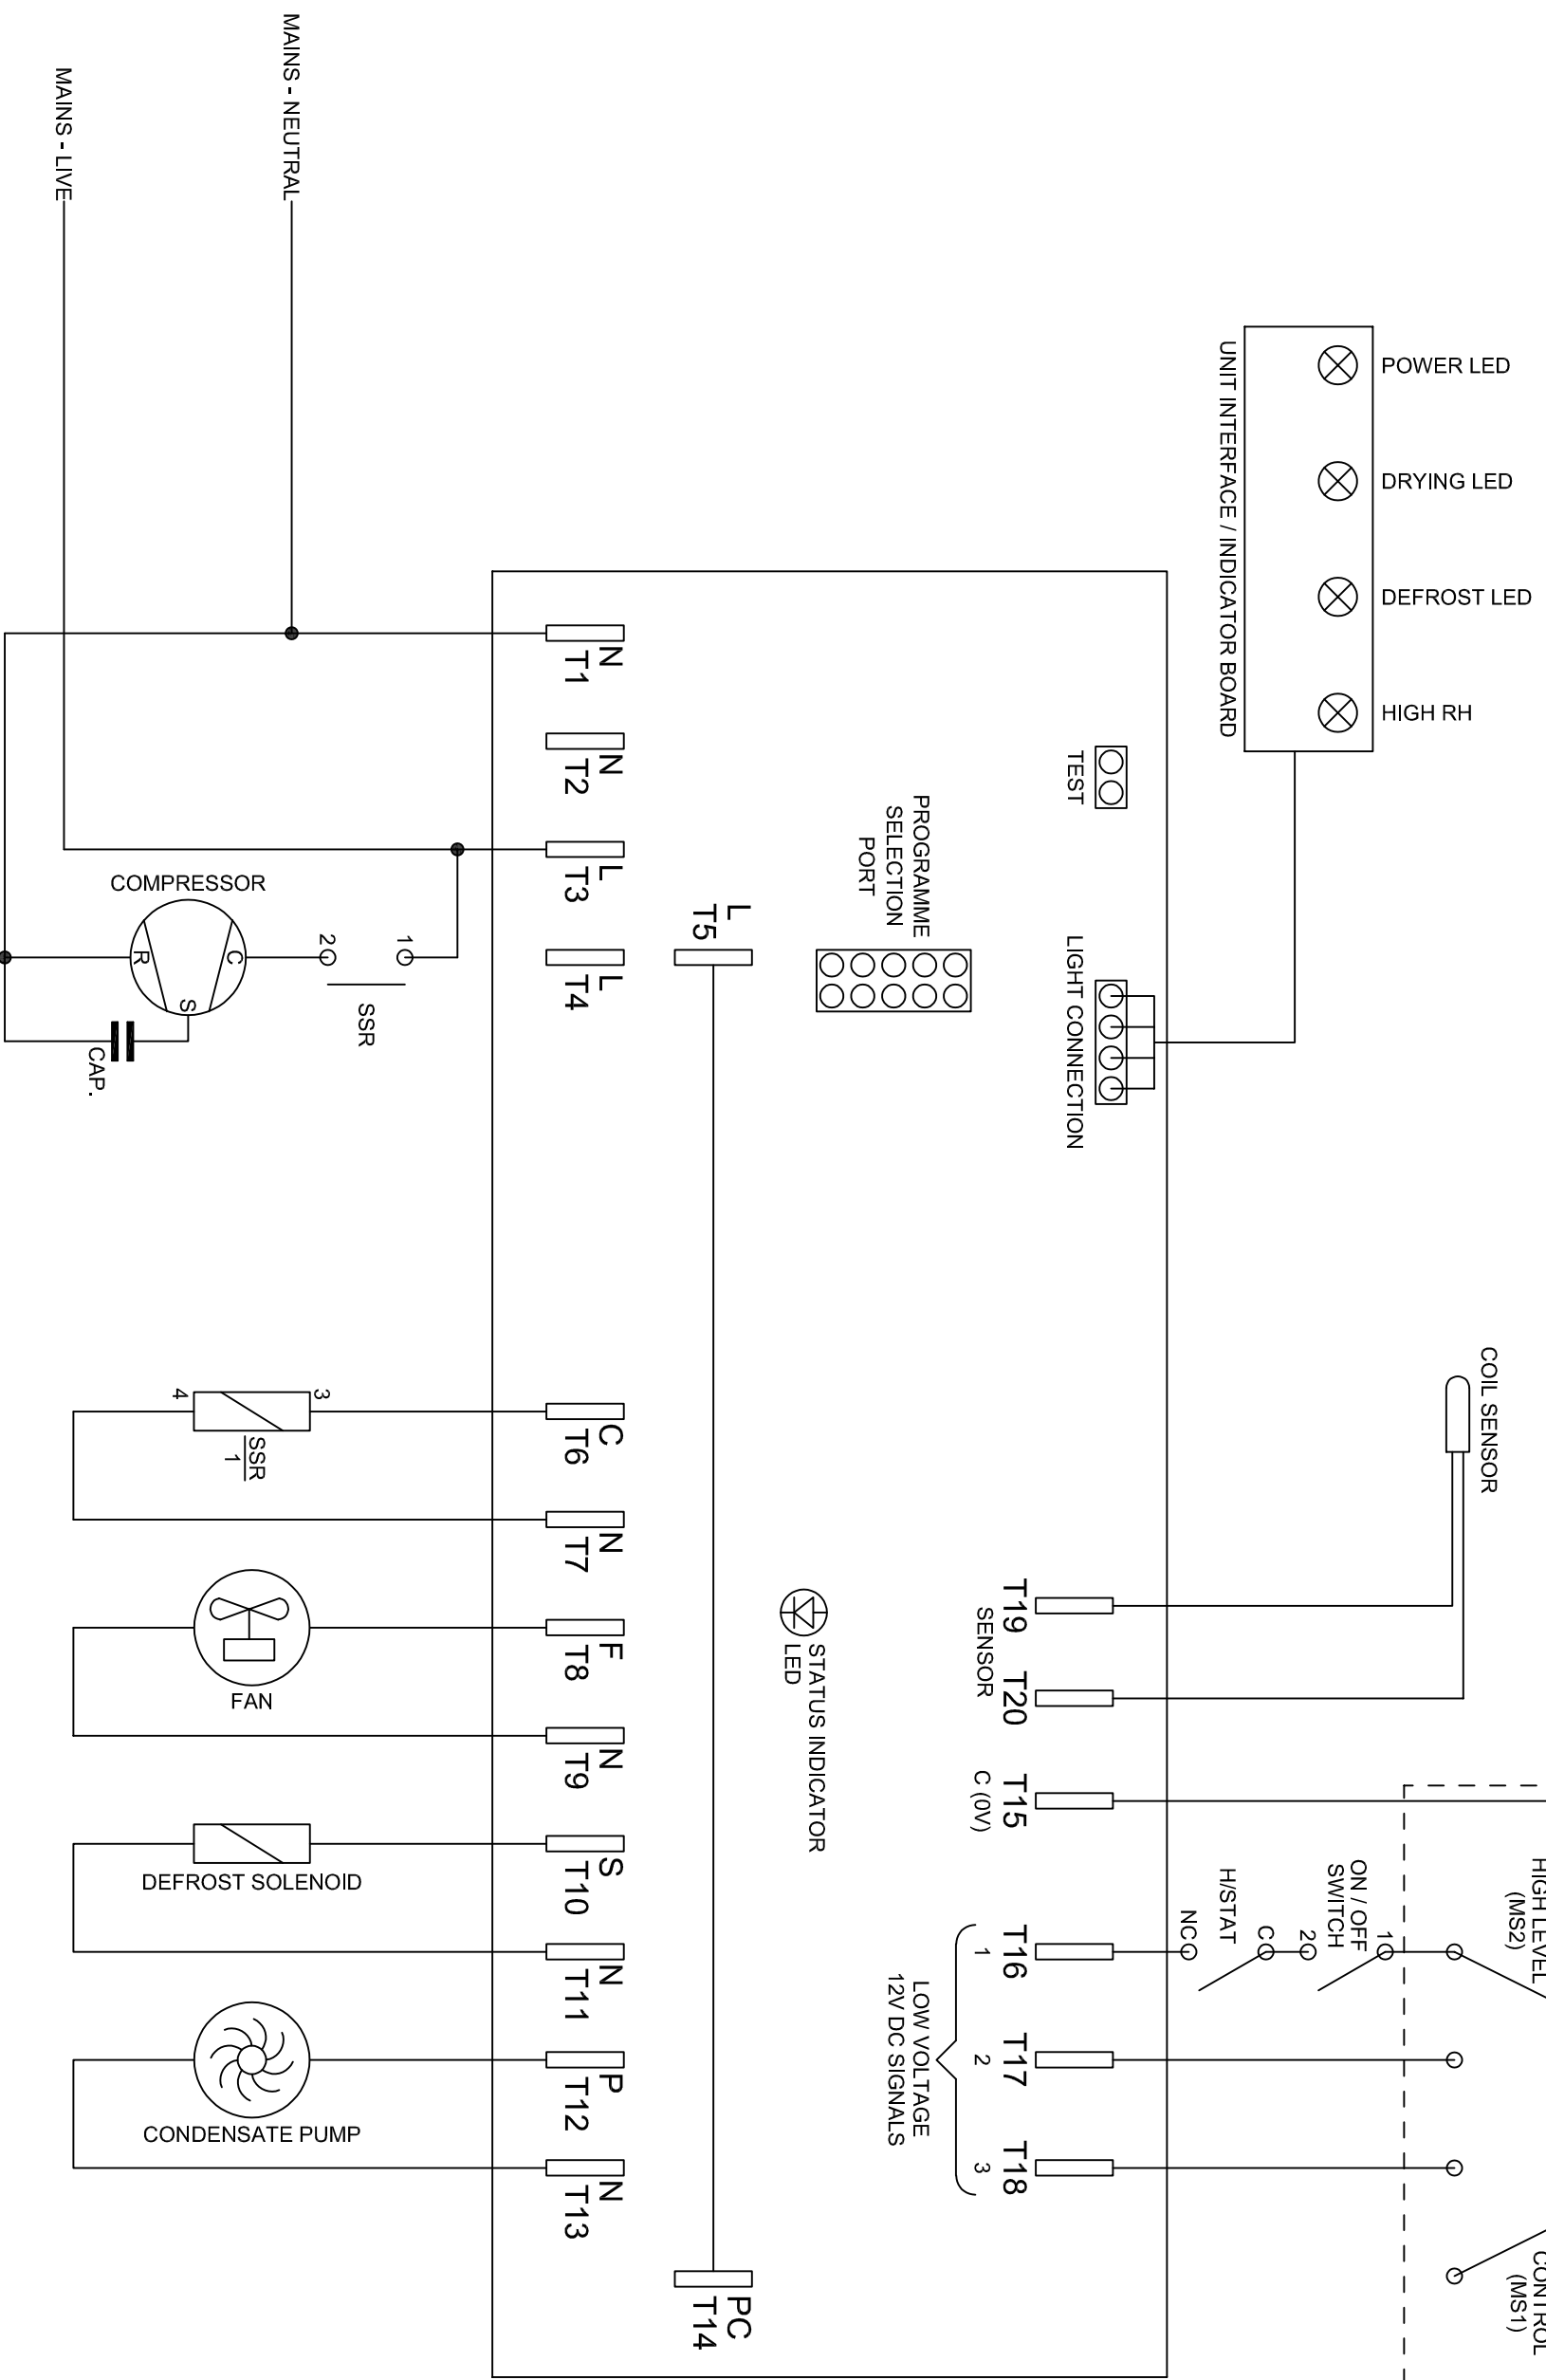 POWER LED
DRYING LED
DEFROST LED
HIGH RH
UNIT INTERFACE / INDICATOR BOARD
MAINS - NEUTRAL
MAINS - LIVE
TEST
LIGHT CONNECTION
PROGRAMME
SELECTION
PORT
N
T1
N
T2
L
T3
L
T4
L
T5
COMPRESSOR
R
C
S
2
1
SSR
CAP.
COIL SENSOR
T19
T20
SENSOR
T15
C (0V)
STATUS INDICATOR
LED
C
T6
N
T7
F
T8
N
T9
S
T10
N
T11
P
T12
N
T13
PC
T14
4
3
SSR
1
FAN
DEFROST SOLENOID
CONDENSATE PUMP
T16
1
T17
2
T18
3
LOW VOLTAGE
12V DC SIGNALS
NC
H/STAT
C
2
ON / OFF
SWITCH
1
HIGH LEVEL
(MS2)
CONTROL
(MS1)